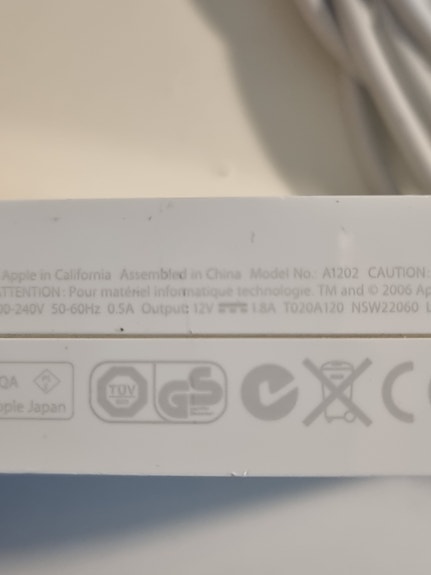 Apple in California Assembled in China Model No.: A1202 CAUTION:
ATTENTION: Pour matériel informatique technologie. TM and © 2006 Ap
00-240V 50-60Hz 0.5A Output: 12V 1.8A T020A120 NSW22060 L
QA
pple Japan
TÜV
GS